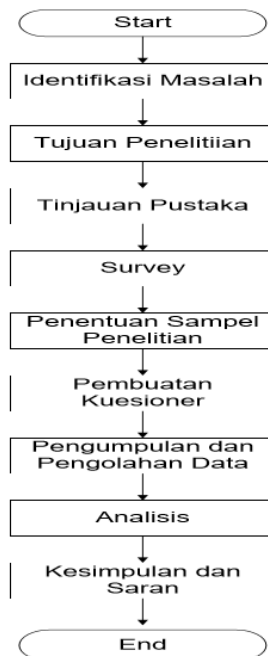 Start
Identifikasi Masalah
Tujuan Penelitiian
Tinjauan Pustaka
Survey
Penentuan Sampel
Penelitian
Pembuatan
Kuesioner
Pengumpulan dan
Pengolahan Data
Analisis
Kesimpulan dan
Saran
End